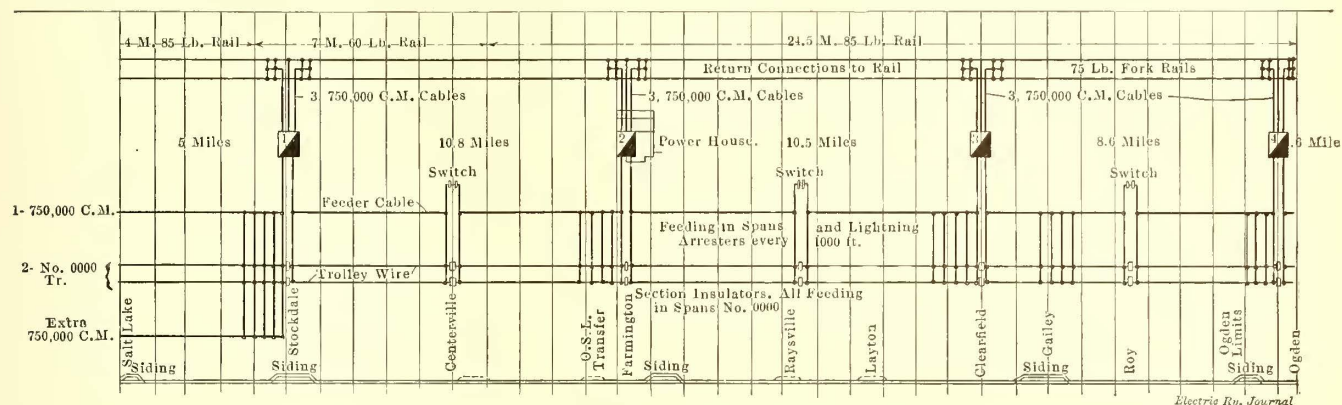 4 M. 85 Lb. Rail
7 M. 60 Lb. Rail
24.5 M. 85 Lb. Rail
Return Connections to Rail
75 Lb. Fork Rails
3, 750,000 C.M. Cables
3, 750,000 C.M. Cables
3, 750,000 C.M. Cables
5 Miles
1
10.8 Miles
2
Power House.
10.5 Miles
3
8.6 Miles
4
.6 Mile
Switch
Switch
Switch
1- 750,000 C.M.
Feeder Cable
Feeding in Spans and Lightning
Arresters every 1000 ft.
2- No. 0000
Tr.
Trolley Wire
Section Insulators. All Feeding
in Spans No. 0000
Extra
750,000 C.M.
Salt Lake
Stockdale
Centerville
O.S.L.
Transfer
Farmington
Raysville
Layton
Clearfield
Gailey
Roy
Ogden
Limits
Ogden
Siding
Siding
Siding
Siding
Siding
Electric Ry. Journal